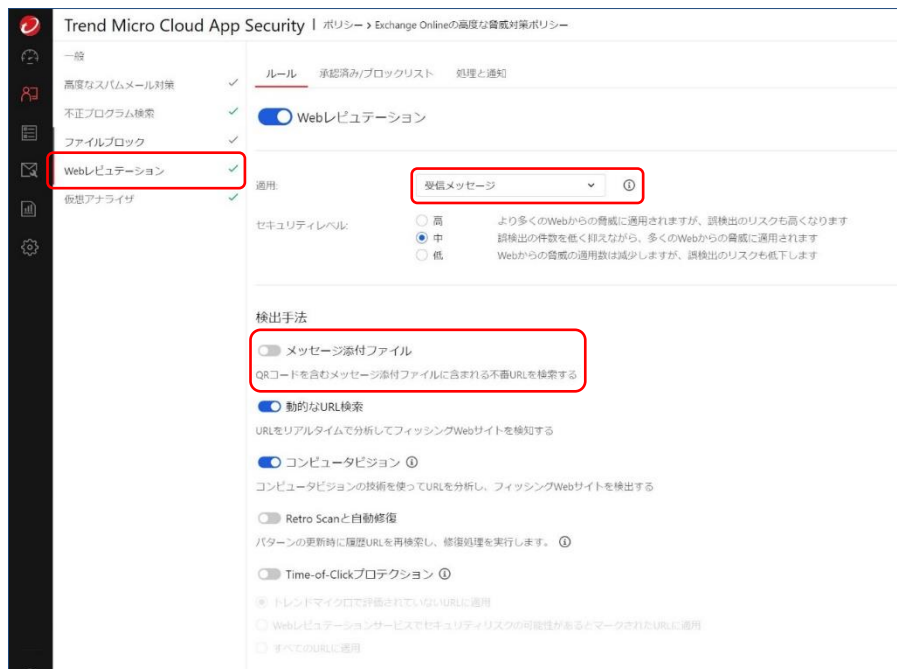 Trend Micro Cloud App Security | ポリシー > Exchange Onlineの高度な脅威対策ポリシー
一般
高度なスパムメール対策
不正プログラム検索
ファイルブロック
Webレピュテーション
仮想アナライザ
ルール 承認済み/ブロックリスト 処理と通知
Webレピュテーション
適用: 受信メッセージ
セキュリティレベル: 高 より多くのWebからの脅威に適用されますが、誤検出のリスクも高くなります
中 誤検出の件数を低く抑えながら、多くのWebからの脅威に適用されます
低 Webからの脅威の適用数は減少しますが、誤検出のリスクも低下します
検出手法
メッセージ添付ファイル
QRコードを含むメッセージ添付ファイルに含まれる不審URLを検索する
動的なURL検索
URLをリアルタイムで分析してフィッシングWebサイトを検知する
コンピュータビジョン
コンピュータビジョンの技術を使ってURLを分析し、フィッシングWebサイトを検出する
Retro Scanと自動修復
パターンの更新時に履歴URLを再検索し、修復処理を実行します。
Time-of-Clickプロテクション
トレンドマイクロで評価されていないURLに適用
Webレピュテーションサービスでセキュリティリスクの可能性があるとマークされたURLに適用
すべてのURLに適用